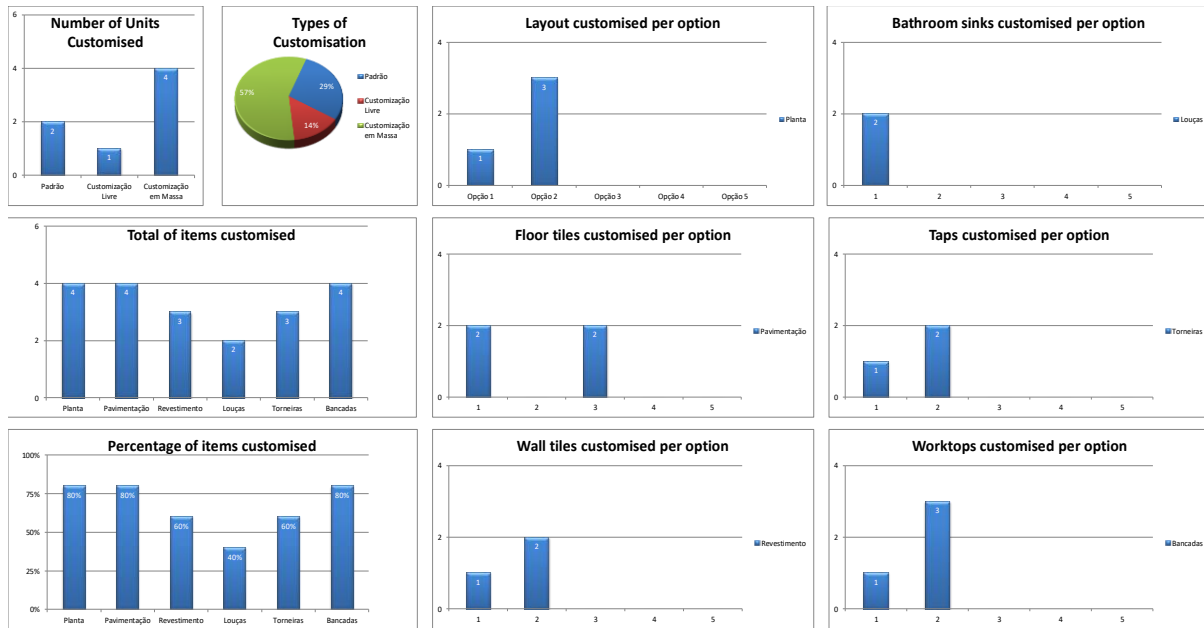 Number of Units
Customised
6
4
2
0
2
1
4
Padrão
Customização
Livre
Customização
em Massa
Types of
Customisation
57%
29%
14%
Padrão
Customização
Livre
Customização
em Massa
Layout customised per option
4
2
0
1
3
Opção 1
Opção 2
Opção 3
Opção 4
Opção 5
Planta
Bathroom sinks customised per option
4
2
0
2
1
2
3
4
5
Louças
Total of items customised
6
4
2
0
4
4
3
2
3
4
Planta
Pavimentação
Revestimento
Louças
Torneiras
Bancadas
Floor tiles customised per option
4
2
0
2
2
1
2
3
4
5
Pavimentação
Taps customised per option
4
2
0
1
2
1
2
3
4
5
Torneiras
Percentage of items customised
100%
75%
50%
25%
0%
80%
80%
60%
40%
60%
80%
Planta
Pavimentação
Revestimento
Louças
Torneiras
Bancadas
Wall tiles customised per option
4
2
0
1
2
1
2
3
4
5
Revestimento
Worktops customised per option
4
2
0
1
3
1
2
3
4
5
Bancadas